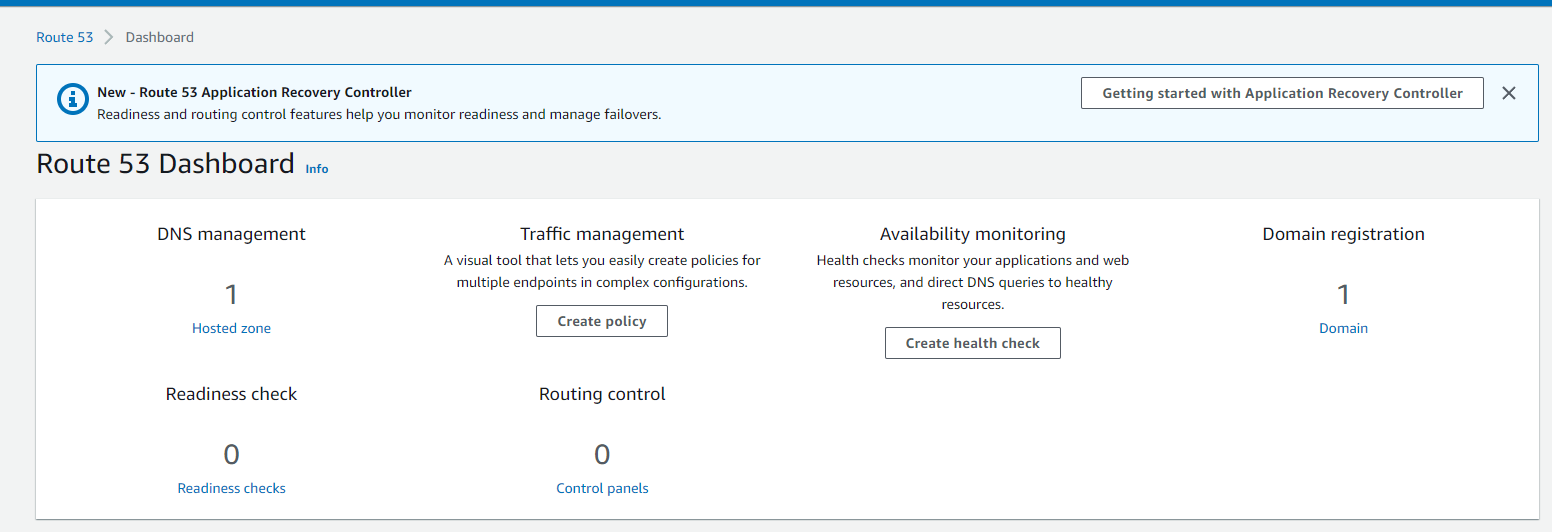 Route 53 > Dashboard
New - Route 53 Application Recovery Controller
Readiness and routing control features help you monitor readiness and manage failovers.
Getting started with Application Recovery Controller
Route 53 Dashboard Info
DNS management
1
Hosted zone
Traffic management
A visual tool that lets you easily create policies for
multiple endpoints in complex configurations.
Create policy
Availability monitoring
Health checks monitor your applications and web
resources, and direct DNS queries to healthy
resources.
Create health check
Domain registration
1
Domain
Readiness check
0
Readiness checks
Routing control
0
Control panels